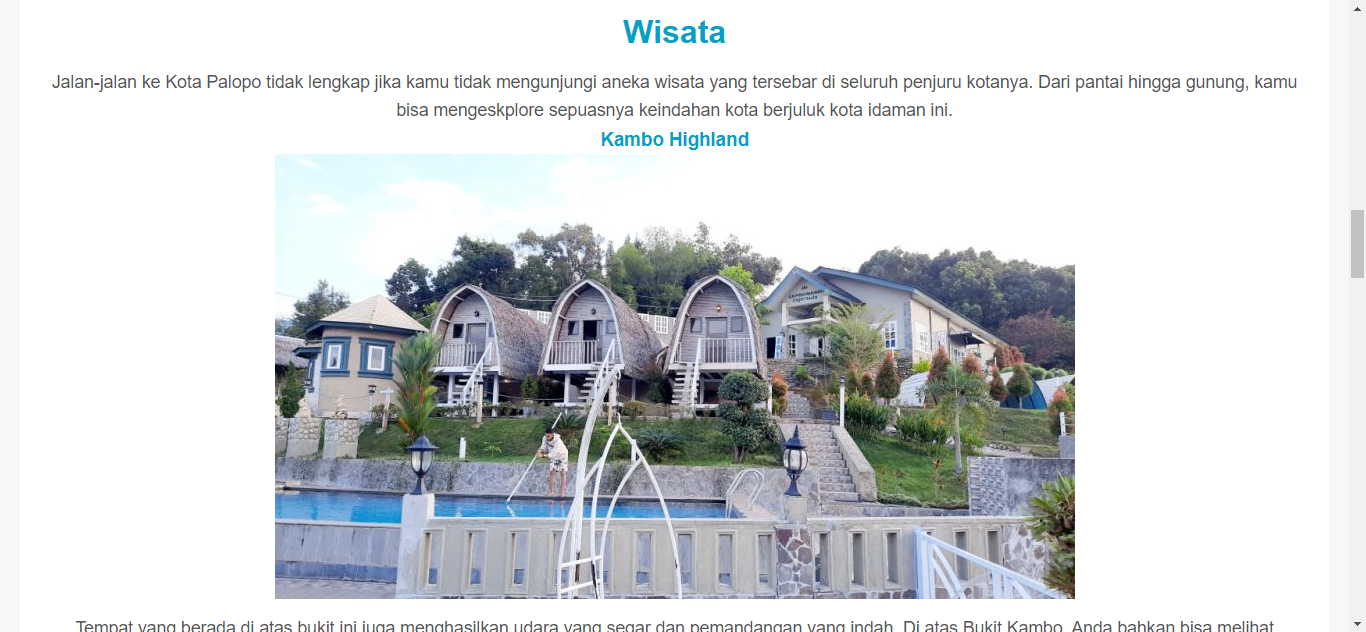 Wisata
Jalan-jalan ke Kota Palopo tidak lengkap jika kamu tidak mengunjungi aneka wisata yang tersebar di seluruh penjuru kotanya. Dari pantai hingga gunung, kamu
bisa mengeskplore sepuasnya keindahan kota berjuluk kota idaman ini.
Kambo Highland
Tempat yang berada di atas bukit ini juga menghasilkan udara yang segar dan pemandangan yang indah. Di atas Bukit Kambo, Anda bahkan bisa melihat